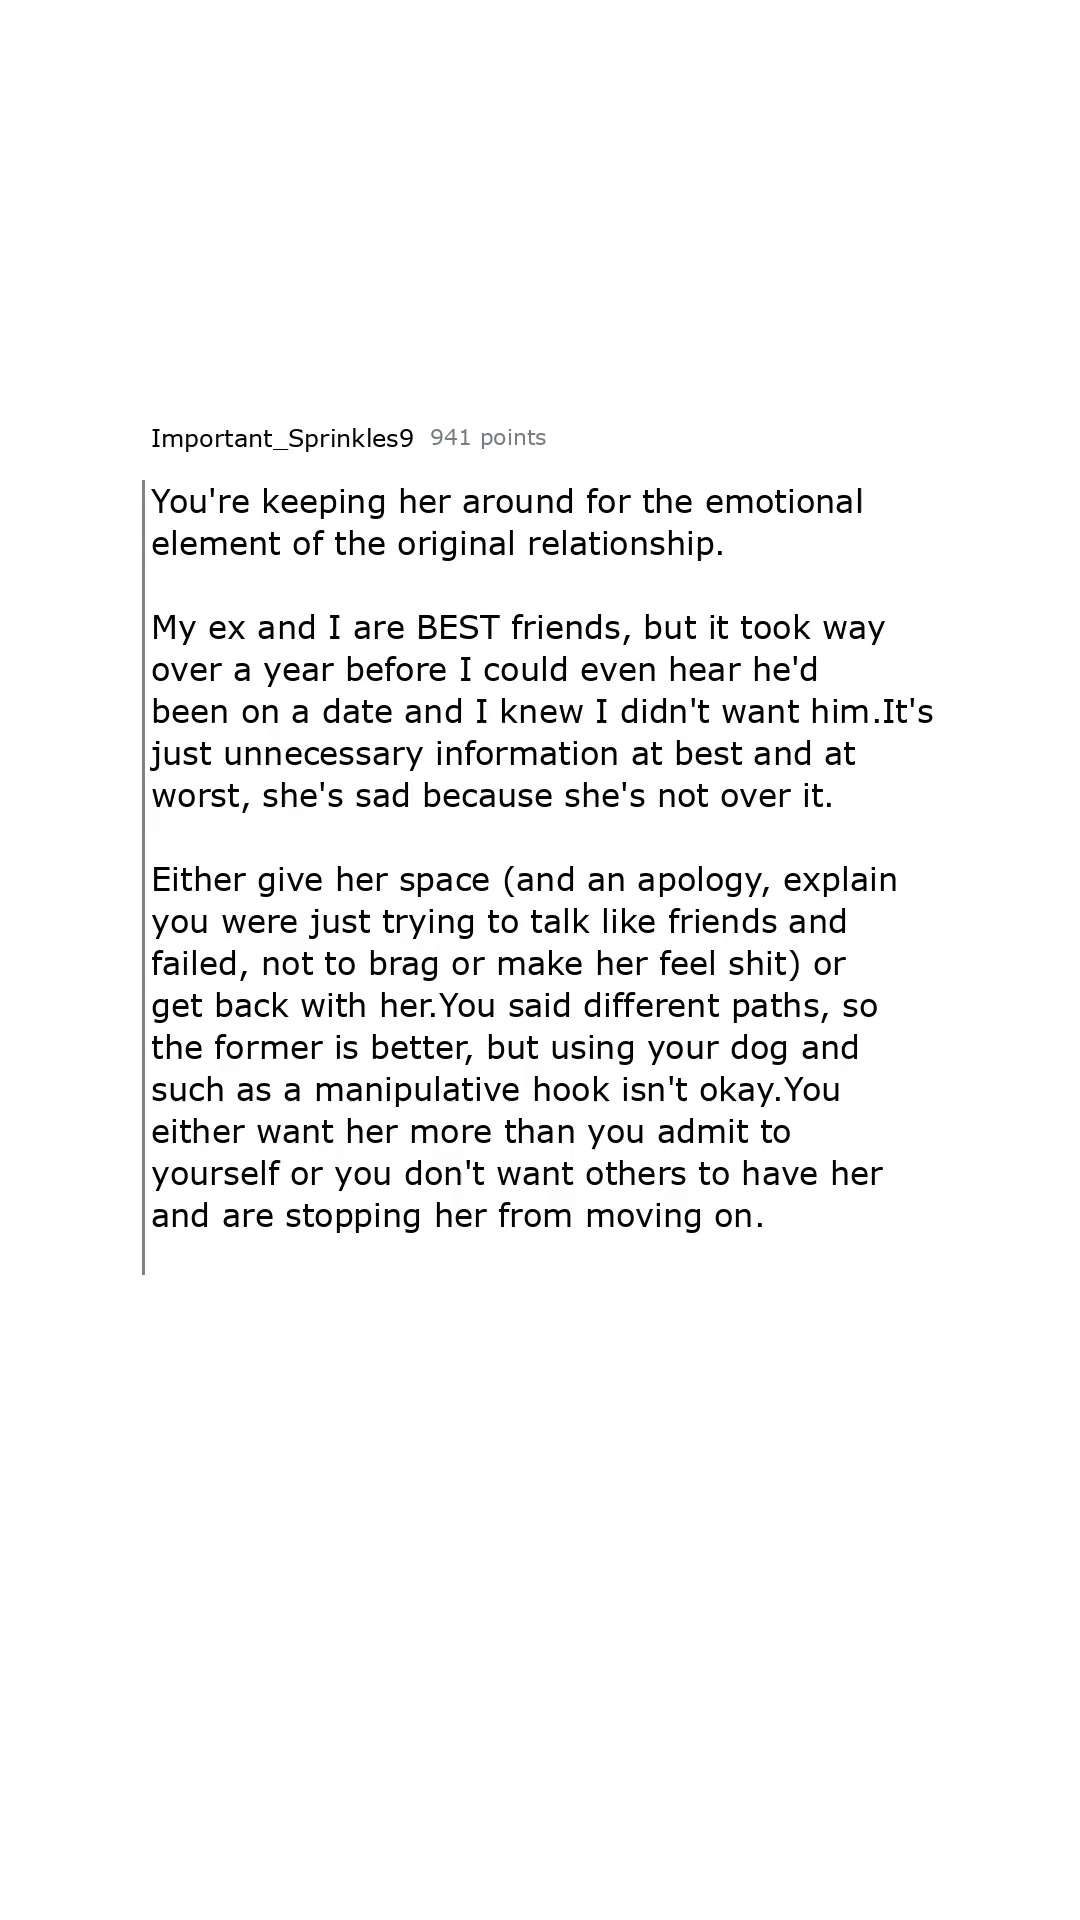 Important_Sprinkles9 941 points
You're keeping her around for the emotional
element of the original relationship.
My ex and I are BEST friends, but it took way
over a year before I could even hear he'd
been on a date and I knew I didn't want him.It's
just unnecessary information at best and at
worst, she's sad because she's not over it.
Either give her space (and an apology, explain
you were just trying to talk like friends and
failed, not to brag or make her feel shit) or
get back with her.You said different paths, so
the former is better, but using your dog and
such as a manipulative hook isn't okay.You
either want her more than you admit to
yourself or you don't want others to have her
and are stopping her from moving on.